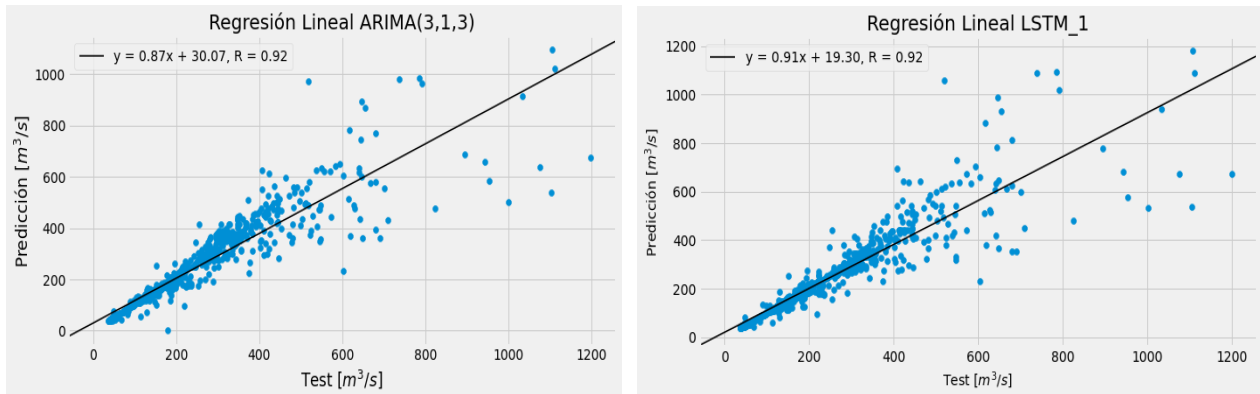 Regresión Lineal ARIMA(3,1,3)
y = 0.87x + 30.07, R = 0.92
Predicción [m³/s]
1000
800
600
400
200
0
0 200 400 600 800 1000 1200
Test [m³/s]
Regresión Lineal LSTM_1
y = 0.91x + 19.30, R = 0.92
Predicción [m³/s]
1200
1000
800
600
400
200
0
0 200 400 600 800 1000 1200
Test [m³/s]